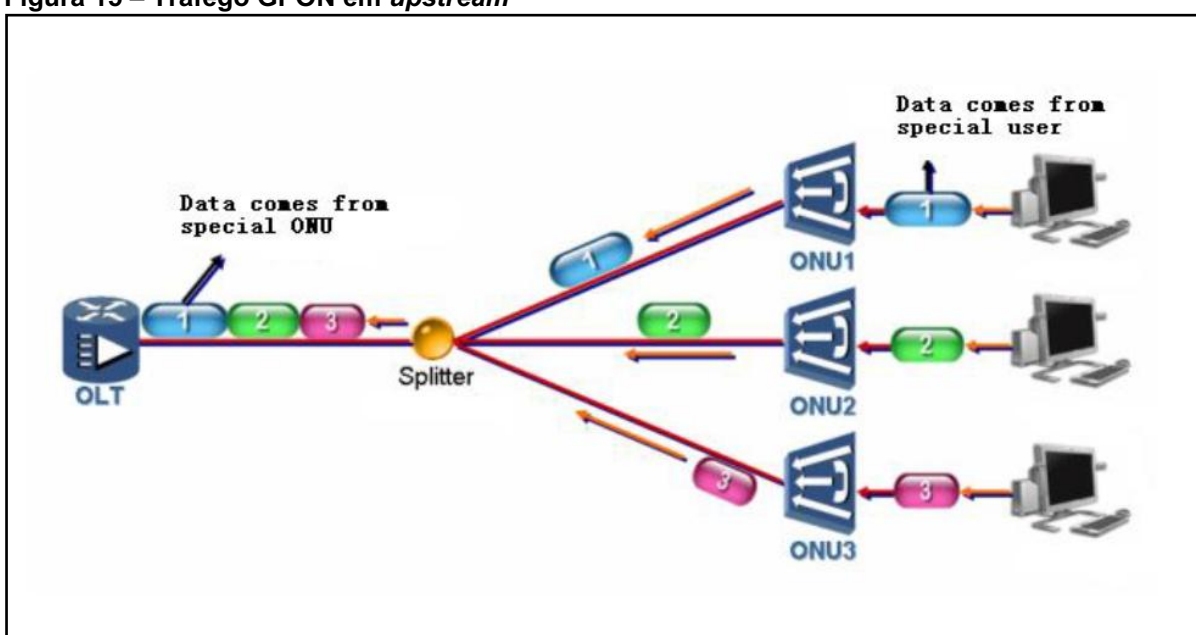 Figura 15 – Tráfego GPON em upstream
Data comes from
special user
1
ONU1
Data comes from
special ONU
1
1 2 3
OLT
Splitter
2
2
ONU2
3
3
ONU3